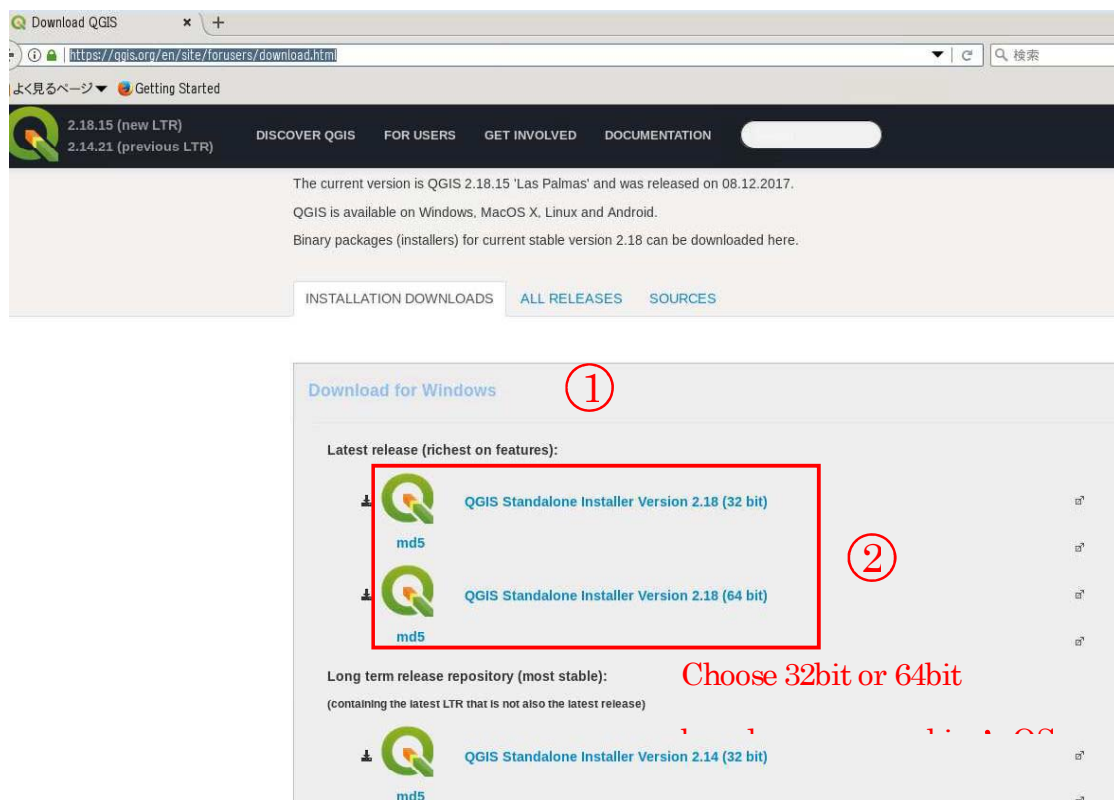 Download QGIS
https://qgis.org/en/site/forusers/download.html
検索
よく見るページ Getting Started
2.18.15 (new LTR)
2.14.21 (previous LTR)
DISCOVER QGIS FOR USERS GET INVOLVED DOCUMENTATION
The current version is QGIS 2.18.15 'Las Palmas' and was released on 08.12.2017.
QGIS is available on Windows, MacOS X, Linux and Android.
Binary packages (installers) for current stable version 2.18 can be downloaded here.
INSTALLATION DOWNLOADS ALL RELEASES SOURCES
Download for Windows ①
Latest release (richest on features):
QGIS Standalone Installer Version 2.18 (32 bit)
md5
②
QGIS Standalone Installer Version 2.18 (64 bit)
md5
Long term release repository (most stable):
Choose 32bit or 64bit
(containing the latest LTR that is not also the latest release)
QGIS Standalone Installer Version 2.14 (32 bit)
md5